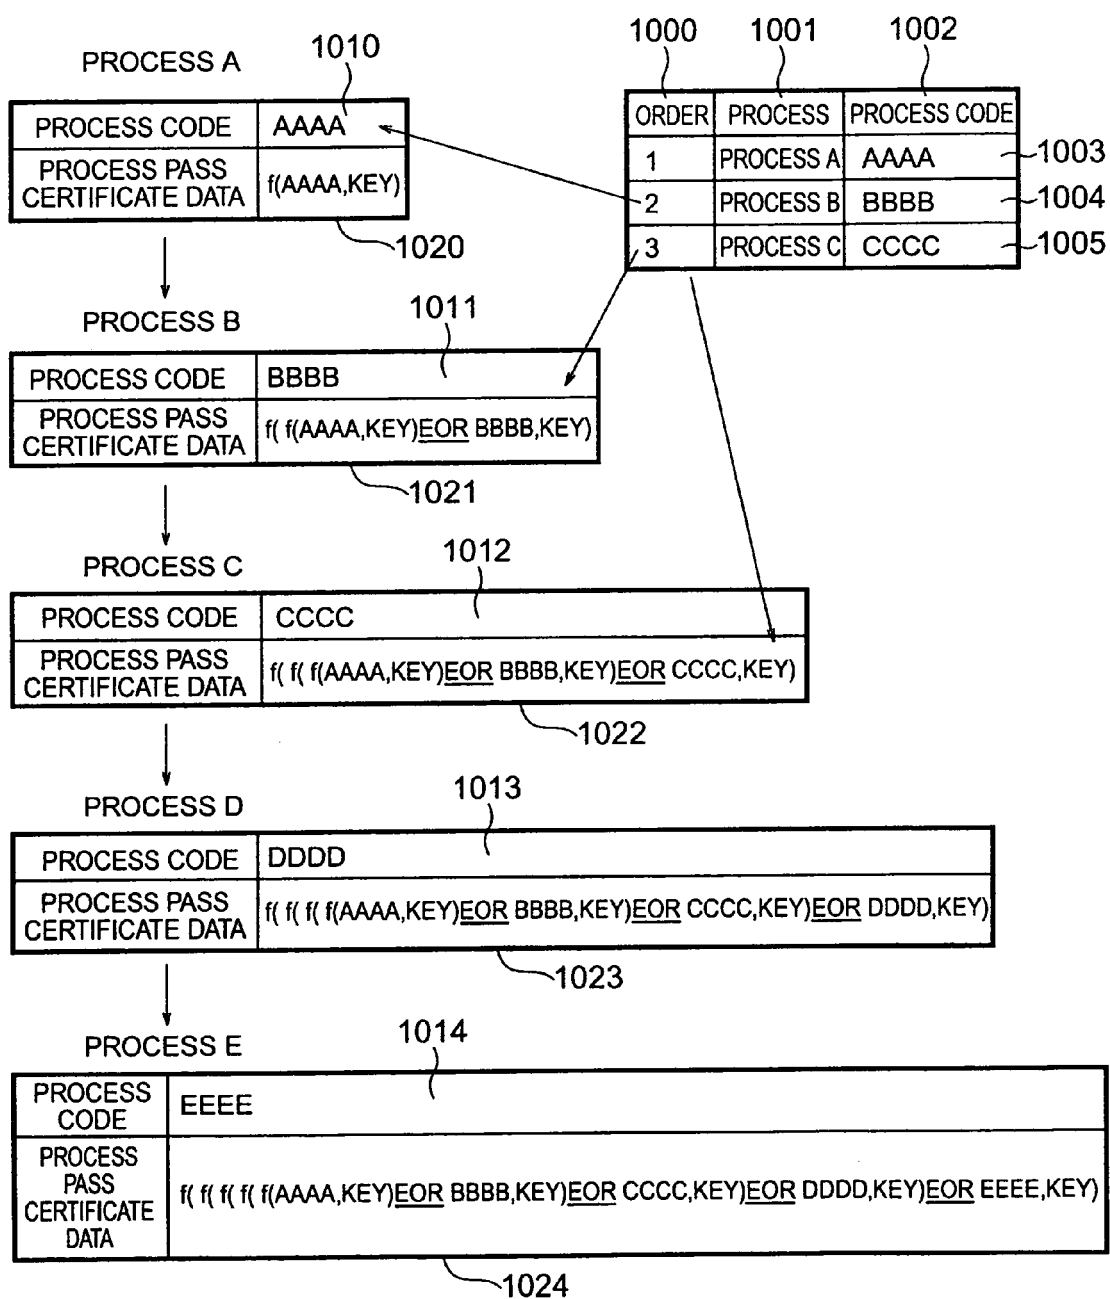 PROCESS A
1010
PROCESS CODE AAAA
PROCESS PASS
CERTIFICATE DATA
f(AAAA,KEY)
1020
1000 1001 1002
ORDER PROCESS PROCESS CODE
1 PROCESS A AAAA 1003
2 PROCESS B BBBB 1004
3 PROCESS C CCCC 1005
PROCESS B
1011
PROCESS CODE BBBB
PROCESS PASS
CERTIFICATE DATA
f( f(AAAA,KEY)EOR BBBB,KEY)
1021
PROCESS C
1012
PROCESS CODE CCCC
PROCESS PASS
CERTIFICATE DATA
f( f( f(AAAA,KEY)EOR BBBB,KEY)EOR CCCC,KEY)
1022
PROCESS D
1013
PROCESS CODE DDDD
PROCESS PASS
CERTIFICATE DATA
f( f( f( f(AAAA,KEY)EOR BBBB,KEY)EOR CCCC,KEY)EOR DDDD,KEY)
1023
PROCESS E
1014
PROCESS
CODE
EEEE
PROCESS
PASS
CERTIFICATE
DATA
f( f( f( f( f(AAAA,KEY)EOR BBBB,KEY)EOR CCCC,KEY)EOR DDDD,KEY)EOR EEEE,KEY)
1024